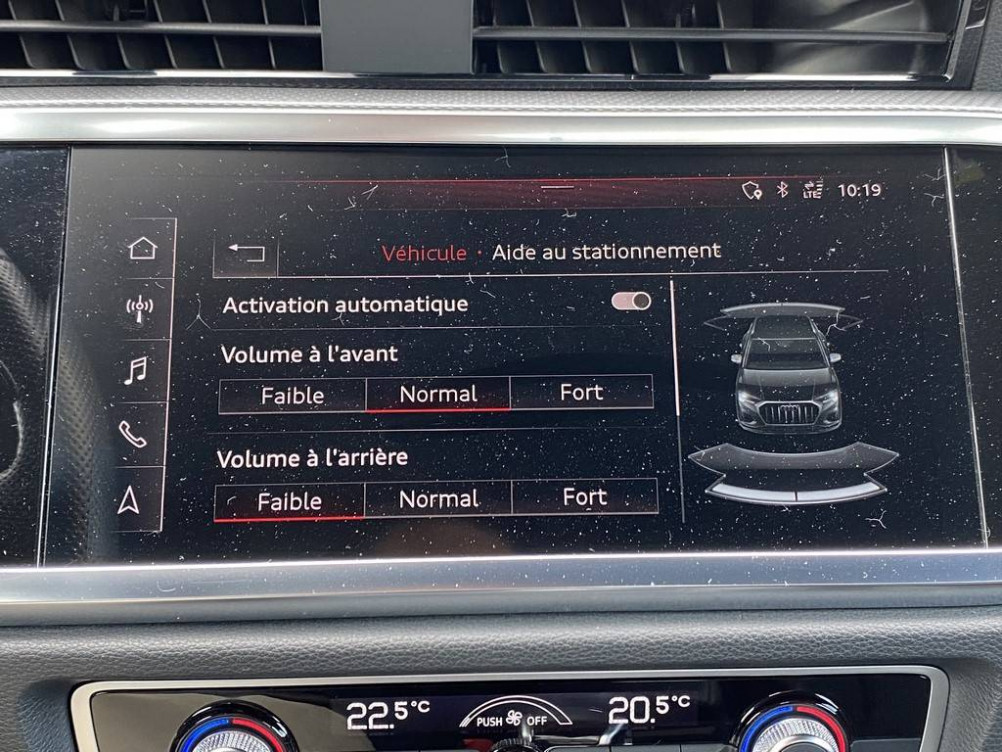 LTE 10:19
Véhicule · Aide au stationnement
Activation automatique
Volume à l'avant
Faible Normal Fort
Volume à l'arrière
Faible Normal Fort
22.5°C PUSH OFF 20.5°C